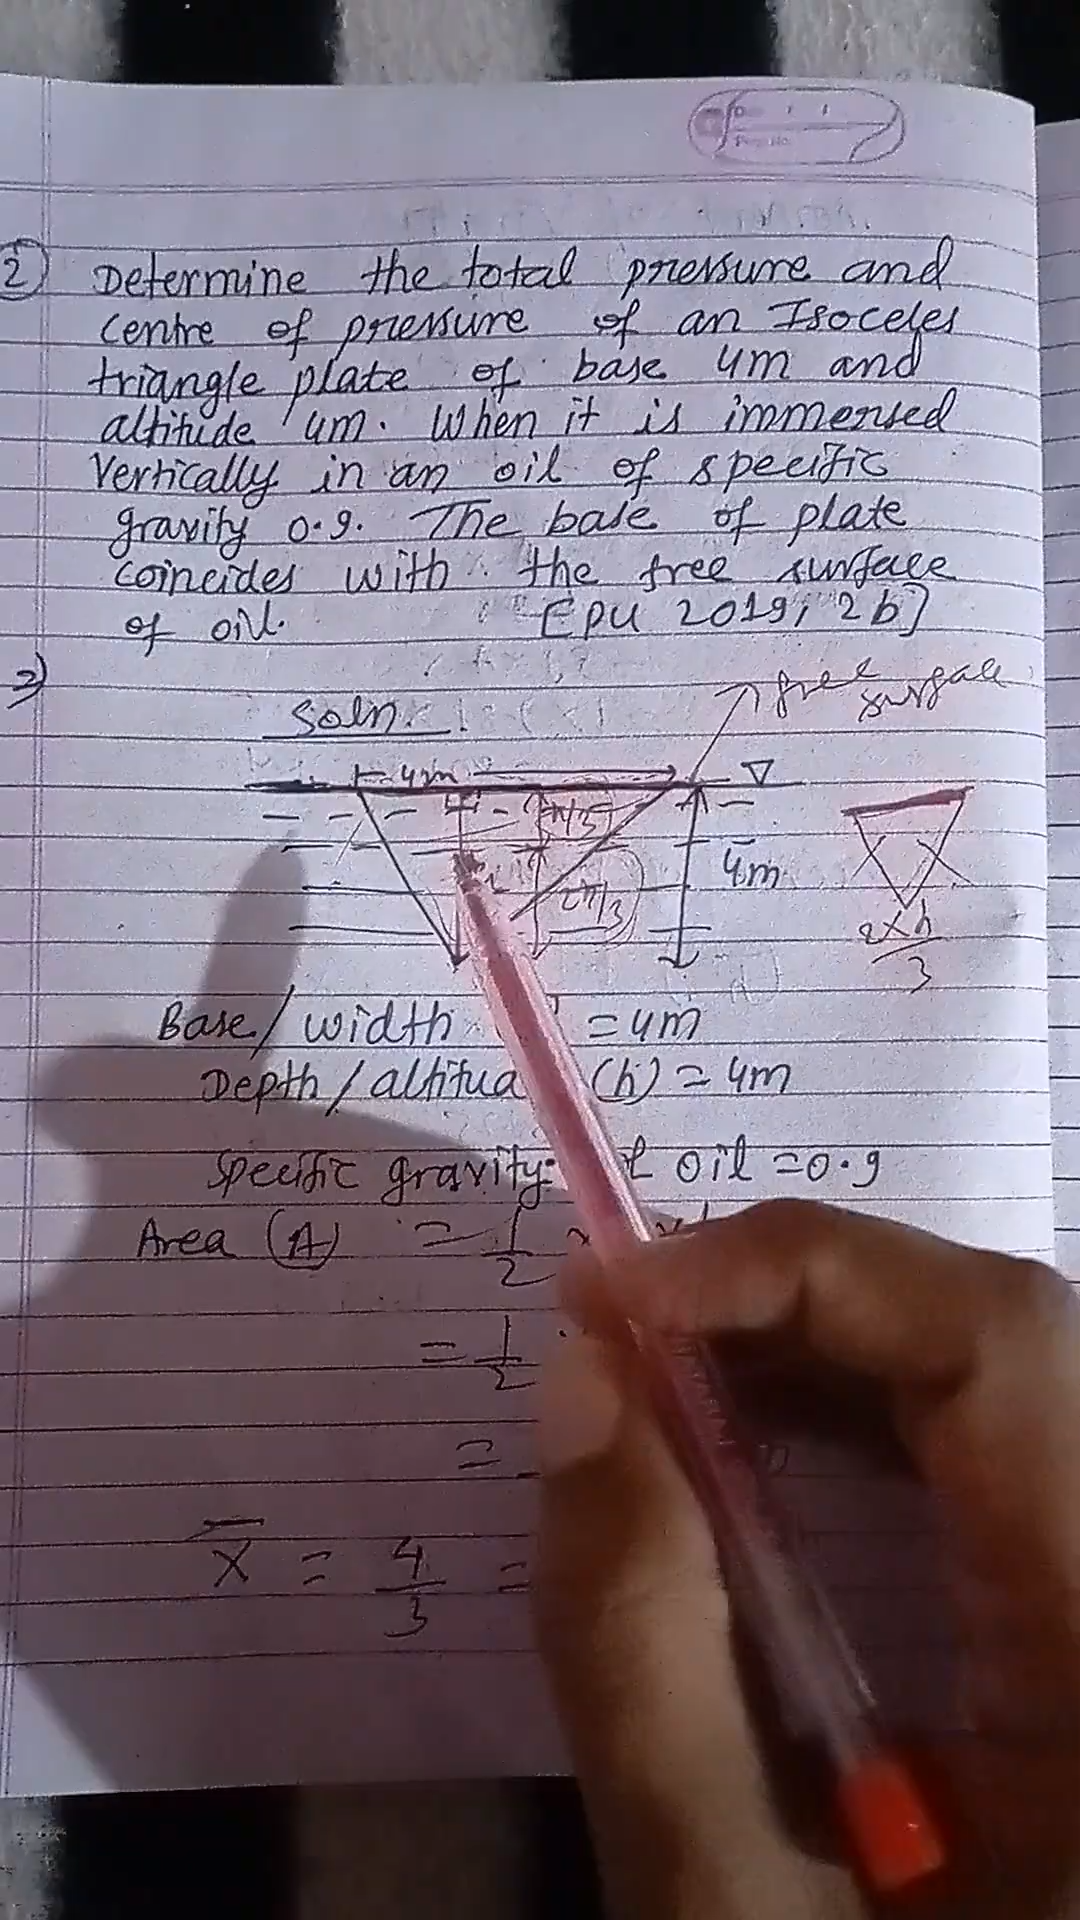 2 Determine the total pressure and
centre of pressure of an Isoceles
triangle plate of base 4m and
altitude 4m. When it is immersed
vertically in an oil of specific
gravity 0.9. The base of plate
coincides with the free surface
of oil. [PU 2019, 2b]
=>
Soln.
free surface
4m
h/3
2h/3
4m
2xh/3
Base/width = 4m
Depth/altitu (h) = 4m
Specific gravity oil = 0.9
Area (A) = 1/2 x
= 1/2
=
x̄ = 4/3 =